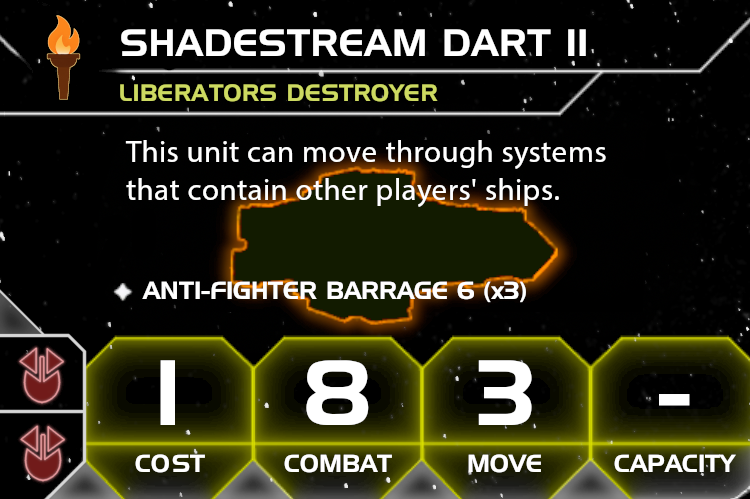 SHADESTREAM DART II
LIBERATORS DESTROYER
This unit can move through systems
that contain other players' ships.
ANTI-FIGHTER BARRAGE 6 (x3)
1 8 3 -
COST COMBAT MOVE CAPACITY